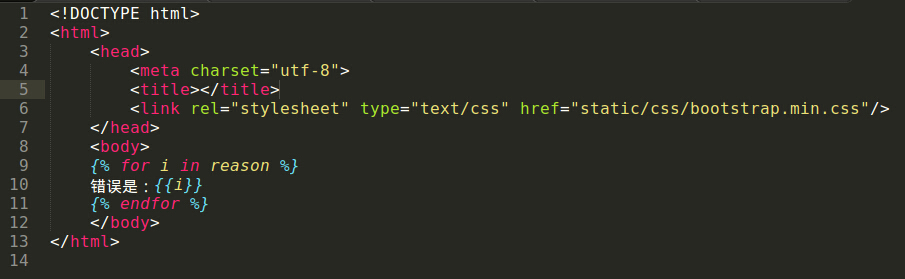 1 <!DOCTYPE html>
2 <html>
3     <head>
4         <meta charset="utf-8">
5         <title></title>
6         <link rel="stylesheet" type="text/css" href="static/css/bootstrap.min.css"/>
7     </head>
8     <body>
9     {% for i in reason %}
10     错误是：{{i}}
11     {% endfor %}
12     </body>
13 </html>
14